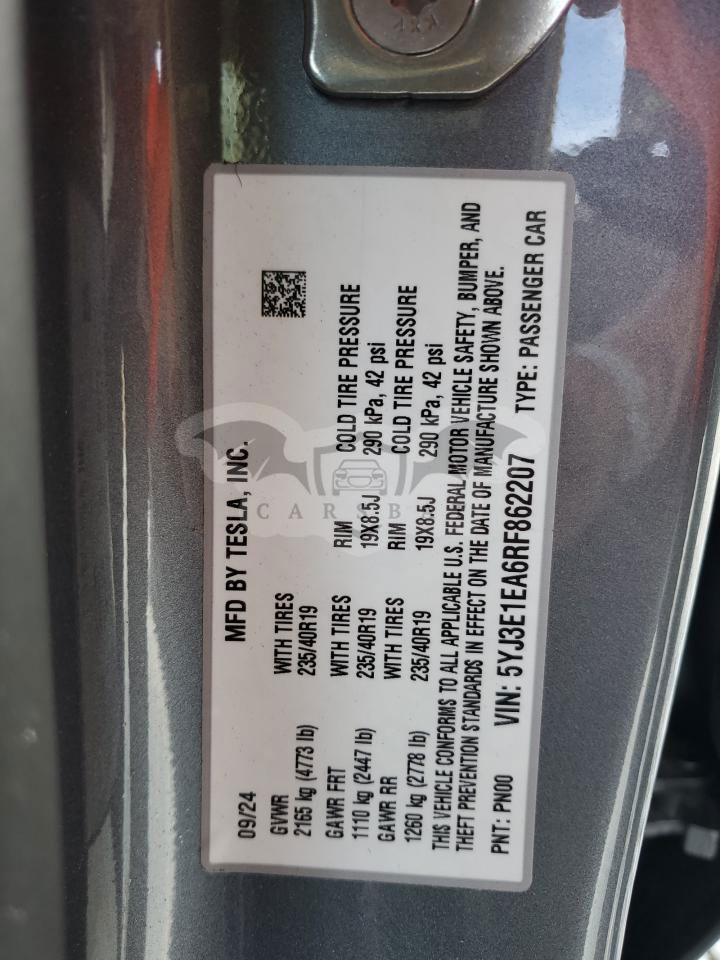 MFD BY TESLA, INC.
09/24
GVWR WITH TIRES
2165 kg (4773 lb) 235/40R19
GAWR FRT WITH TIRES RIM COLD TIRE PRESSURE
1110 kg (2447 lb) 235/40R19 19X8.5J 290 kPa, 42 psi
GAWR RR WITH TIRES RIM COLD TIRE PRESSURE
1260 kg (2778 lb) 235/40R19 19X8.5J 290 kPa, 42 psi
THIS VEHICLE CONFORMS TO ALL APPLICABLE U.S. FEDERAL MOTOR VEHICLE SAFETY, BUMPER, AND
THEFT PREVENTION STANDARDS IN EFFECT ON THE DATE OF MANUFACTURE SHOWN ABOVE.
PNT: PN00 VIN: 5YJ3E1EA6RF862207 TYPE: PASSENGER CAR